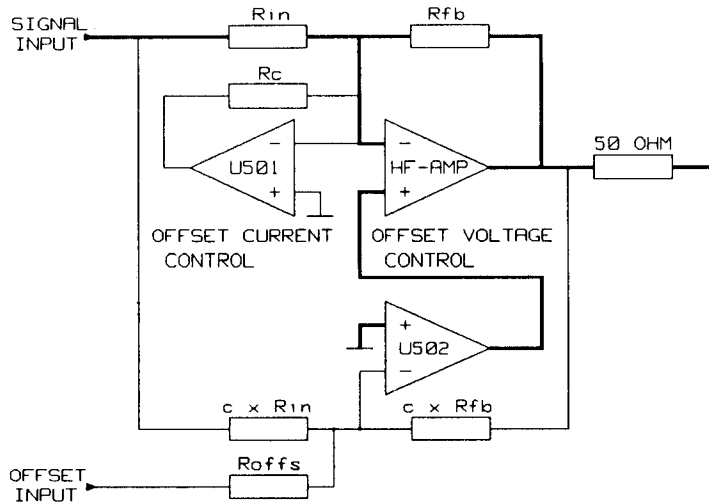 SIGNAL
INPUT
Rin
Rfb
Rc
-
U501
+
-
HF-AMP
+
50 OHM
OFFSET CURRENT
CONTROL
OFFSET VOLTAGE
CONTROL
+
U502
-
c x Rin
c x Rfb
OFFSET
INPUT
Roffs